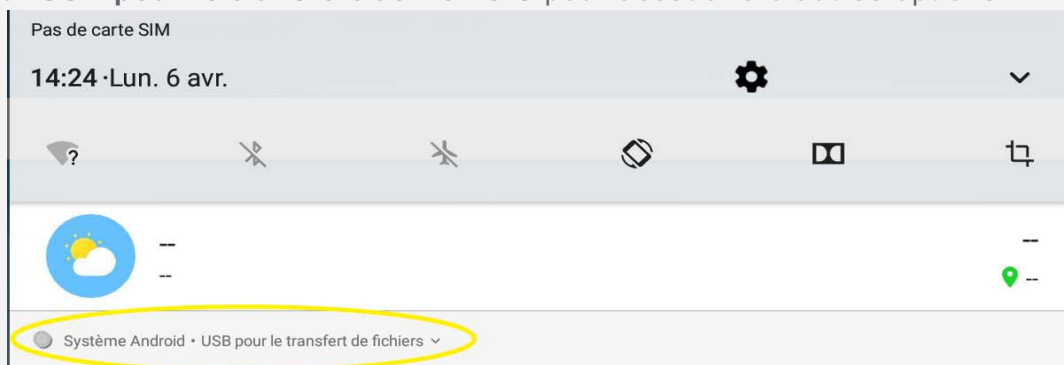 Pas de carte SIM
14:24 · Lun. 6 avr.
?
--
--
--
--
Système Android • USB pour le transfert de fichiers